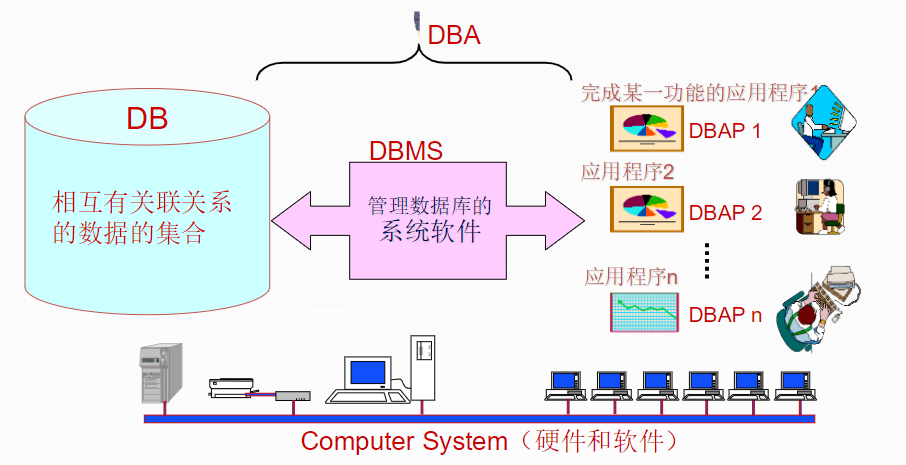 DBA
DB
相互有关联关系
的数据的集合
DBMS
管理数据库的
系统软件
完成某一功能的应用程序1
DBAP 1
应用程序2
DBAP 2
应用程序n
DBAP n
Computer System（硬件和软件）